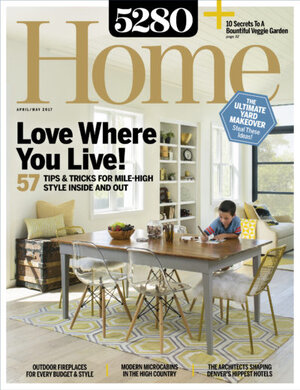 5280
10 Secrets To A
Bountiful Veggie Garden
page 32
Home
APRIL/MAY 2017
THE
ULTIMATE
YARD
MAKEOVER
Steal These
Ideas!
Love Where
You Live!
57 TIPS & TRICKS FOR MILE-HIGH
STYLE INSIDE AND OUT
OUTDOOR FIREPLACES
FOR EVERY BUDGET & STYLE
MODERN MICROCABINS
IN THE HIGH COUNTRY
THE ARCHITECTS SHAPING
DENVER'S HIPPEST HOTELS